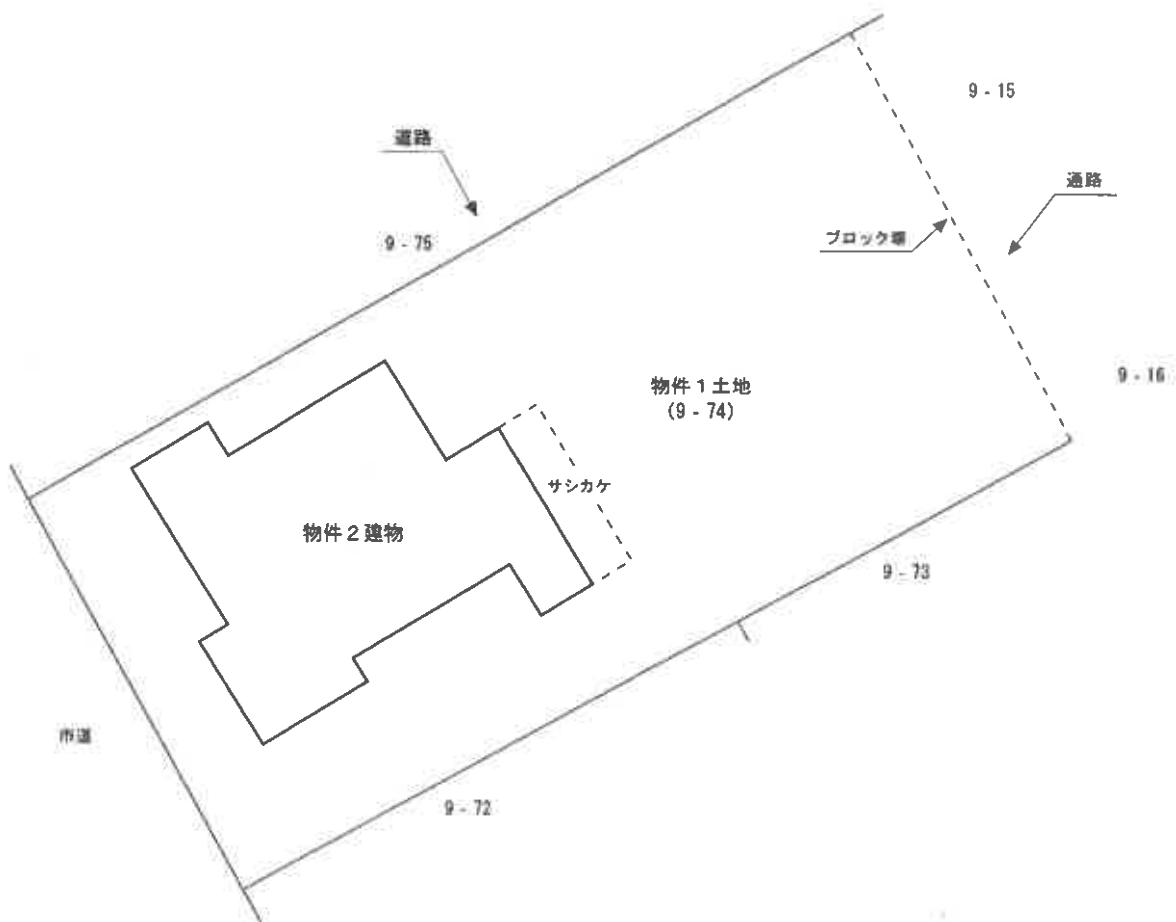 9 - 15
道路
通路
ブロック塀
9 - 75
9 - 16
物件1土地
(9 - 74)
サシカケ
物件2建物
9 - 73
市道
9 - 72